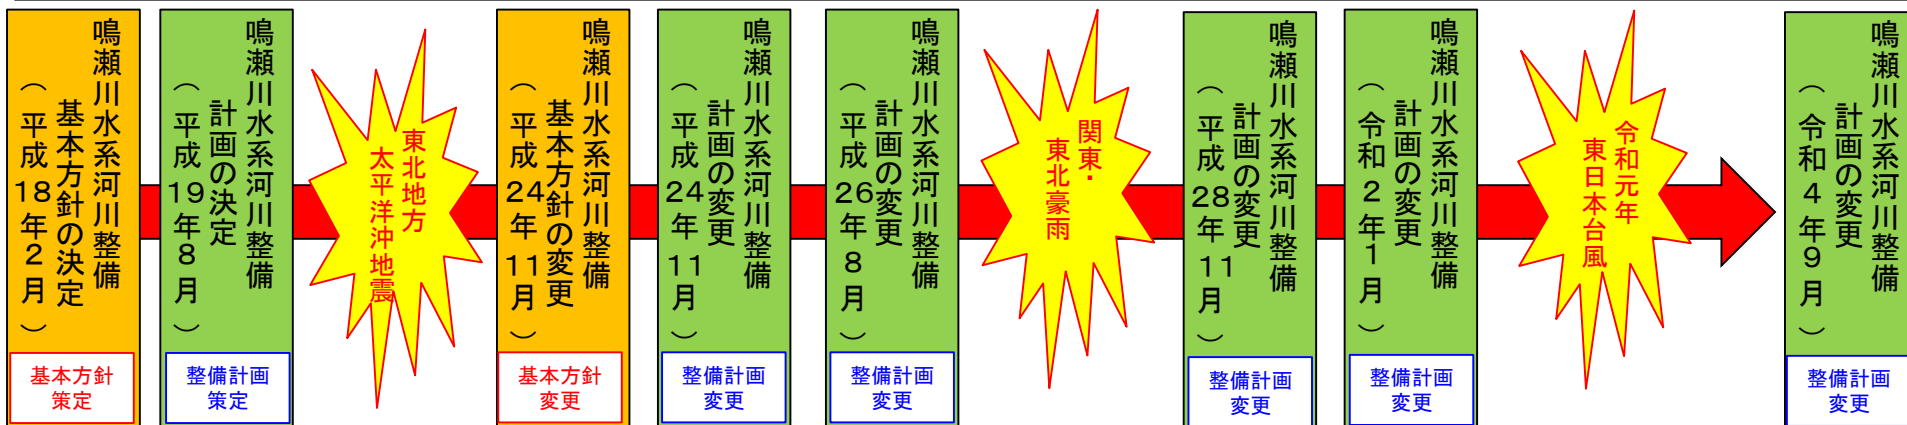 鳴瀬川水系河川整備
基本方針の決定
（平成18年2月）
基本方針
策定
鳴瀬川水系河川整備
計画の決定
（平成19年8月）
整備計画
策定
東北地方
太平洋沖地震
鳴瀬川水系河川整備
基本方針の変更
（平成24年11月）
基本方針
変更
鳴瀬川水系河川整備
計画の変更
（平成24年11月）
整備計画
変更
鳴瀬川水系河川整備
計画の変更
（平成26年8月）
整備計画
変更
関東・
東北豪雨
鳴瀬川水系河川整備
計画の変更
（平成28年11月）
整備計画
変更
鳴瀬川水系河川整備
計画の変更
（令和2年1月）
整備計画
変更
令和元年
東日本台風
鳴瀬川水系河川整備
計画の変更
（令和4年9月）
整備計画
変更